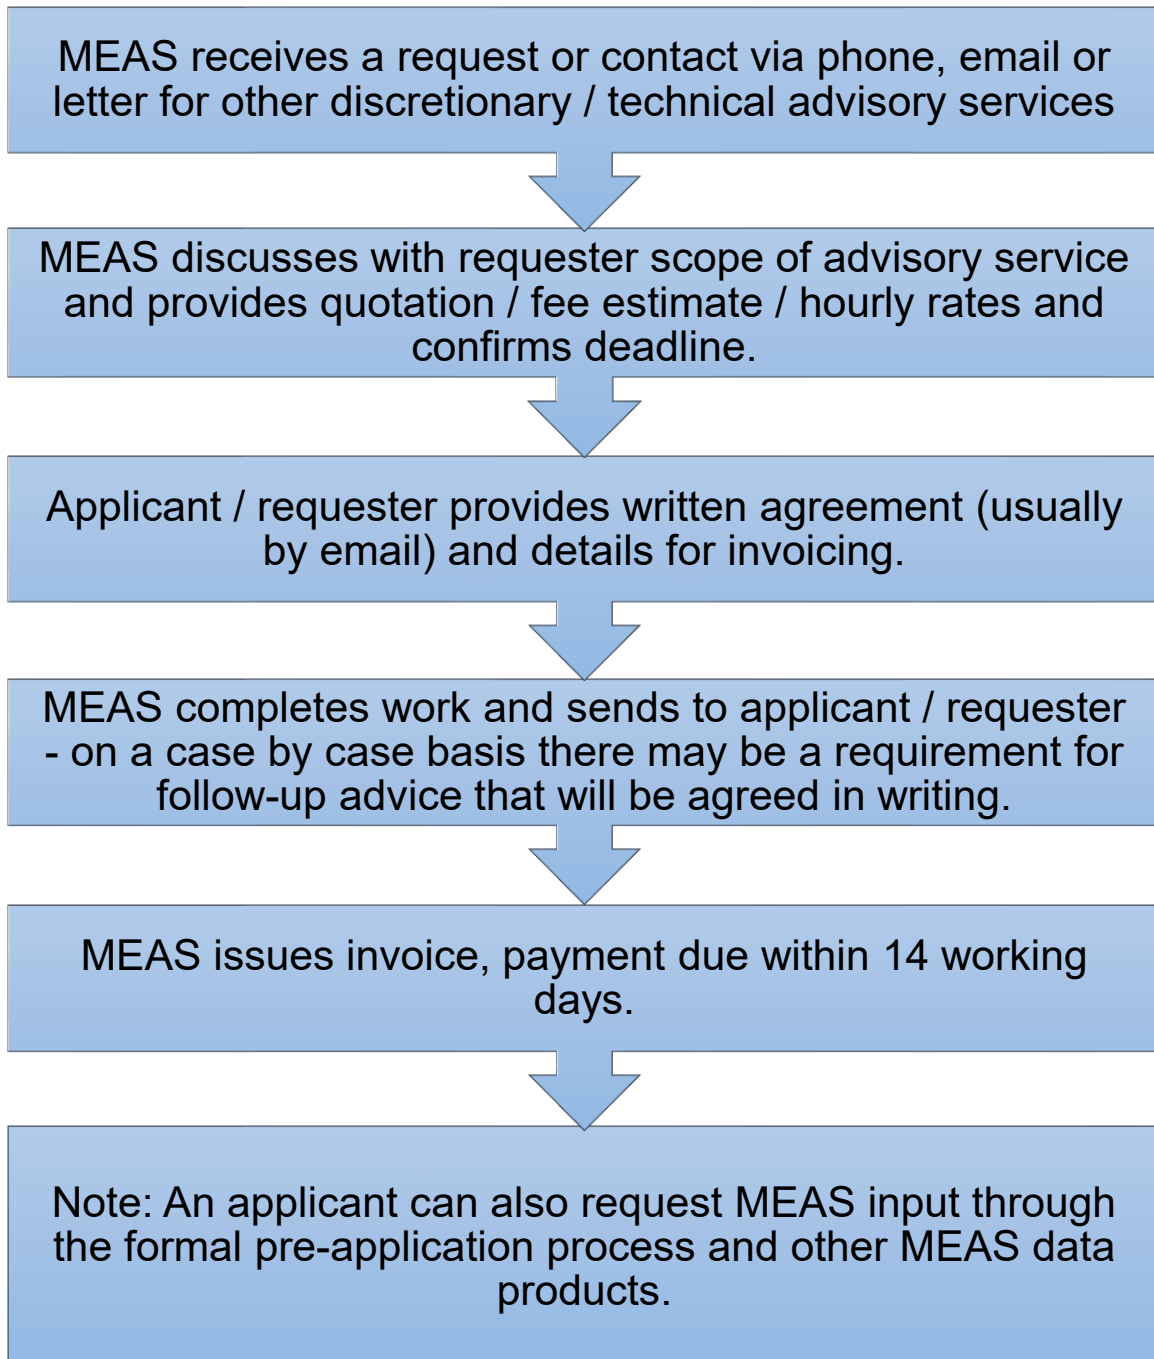 MEAS receives a request or contact via phone, email or
letter for other discretionary / technical advisory services
MEAS discusses with requester scope of advisory service
and provides quotation / fee estimate / hourly rates and
confirms deadline.
Applicant / requester provides written agreement (usually
by email) and details for invoicing.
MEAS completes work and sends to applicant / requester
- on a case by case basis there may be a requirement for
follow-up advice that will be agreed in writing.
MEAS issues invoice, payment due within 14 working
days.
Note: An applicant can also request MEAS input through
the formal pre-application process and other MEAS data
products.